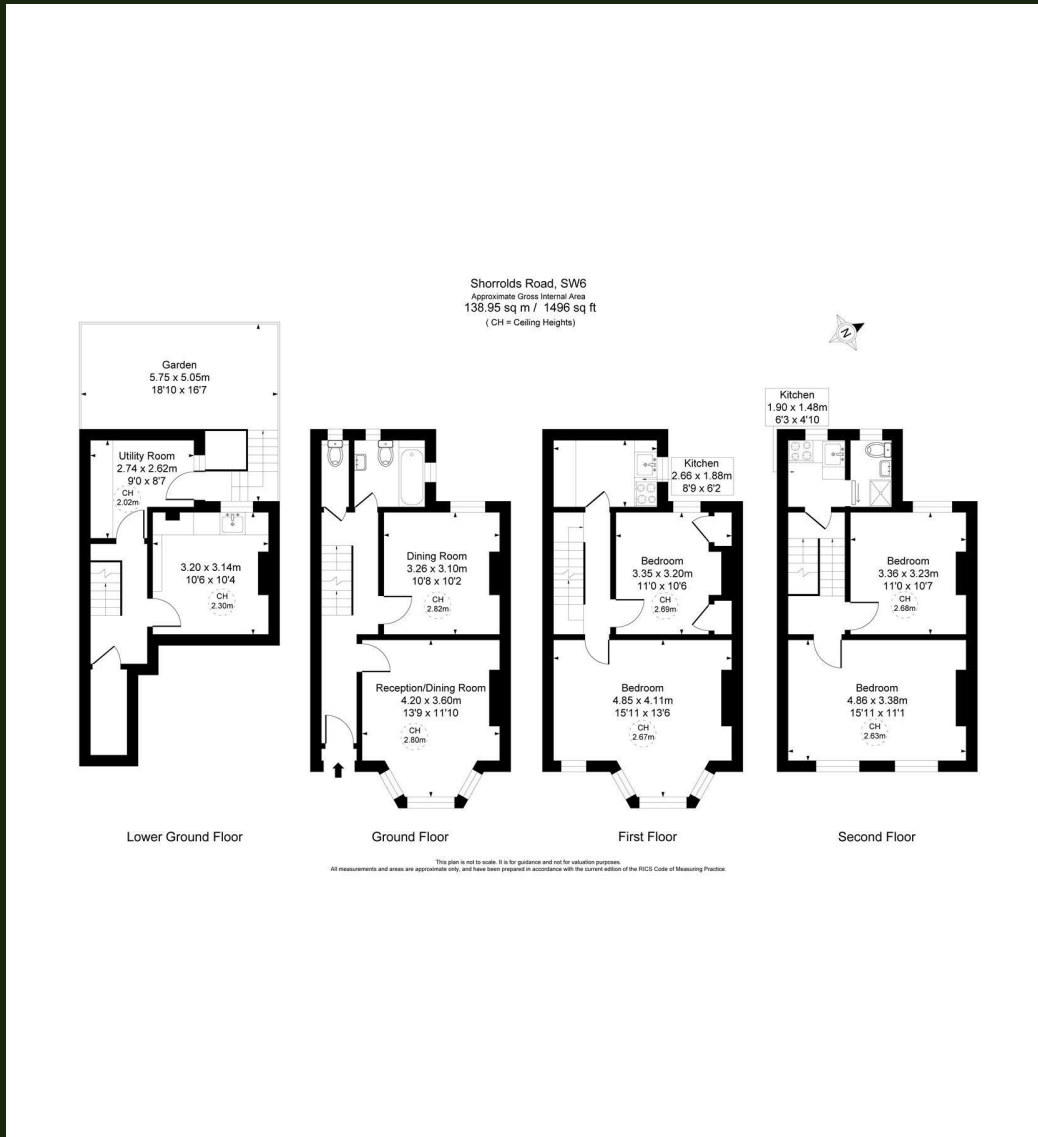 Shorrolds Road, SW6
Approximate Gross Internal Area
138.95 sq m / 1496 sq ft
( CH = Ceiling Heights)
N
Garden
5.75 x 5.05m
18'10 x 16'7
Utility Room
2.74 x 2.62m
9'0 x 8'7
CH
2.02m
3.20 x 3.14m
10'6 x 10'4
CH
2.30m
Lower Ground Floor
Dining Room
3.26 x 3.10m
10'8 x 10'2
CH
2.82m
Reception/Dining Room
4.20 x 3.60m
13'9 x 11'10
CH
2.80m
Ground Floor
Kitchen
2.66 x 1.88m
8'9 x 6'2
Bedroom
3.35 x 3.20m
11'0 x 10'6
CH
2.69m
Bedroom
4.85 x 4.11m
15'11 x 13'6
CH
2.67m
First Floor
Kitchen
1.90 x 1.48m
6'3 x 4'10
Bedroom
3.36 x 3.23m
11'0 x 10'7
CH
2.68m
Bedroom
4.86 x 3.38m
15'11 x 11'1
CH
2.63m
Second Floor
This plan is not to scale. It is for guidance and not for valuation purposes.
All measurements and areas are approximate only, and have been prepared in accordance with the current edition of the RICS Code of Measuring Practice.